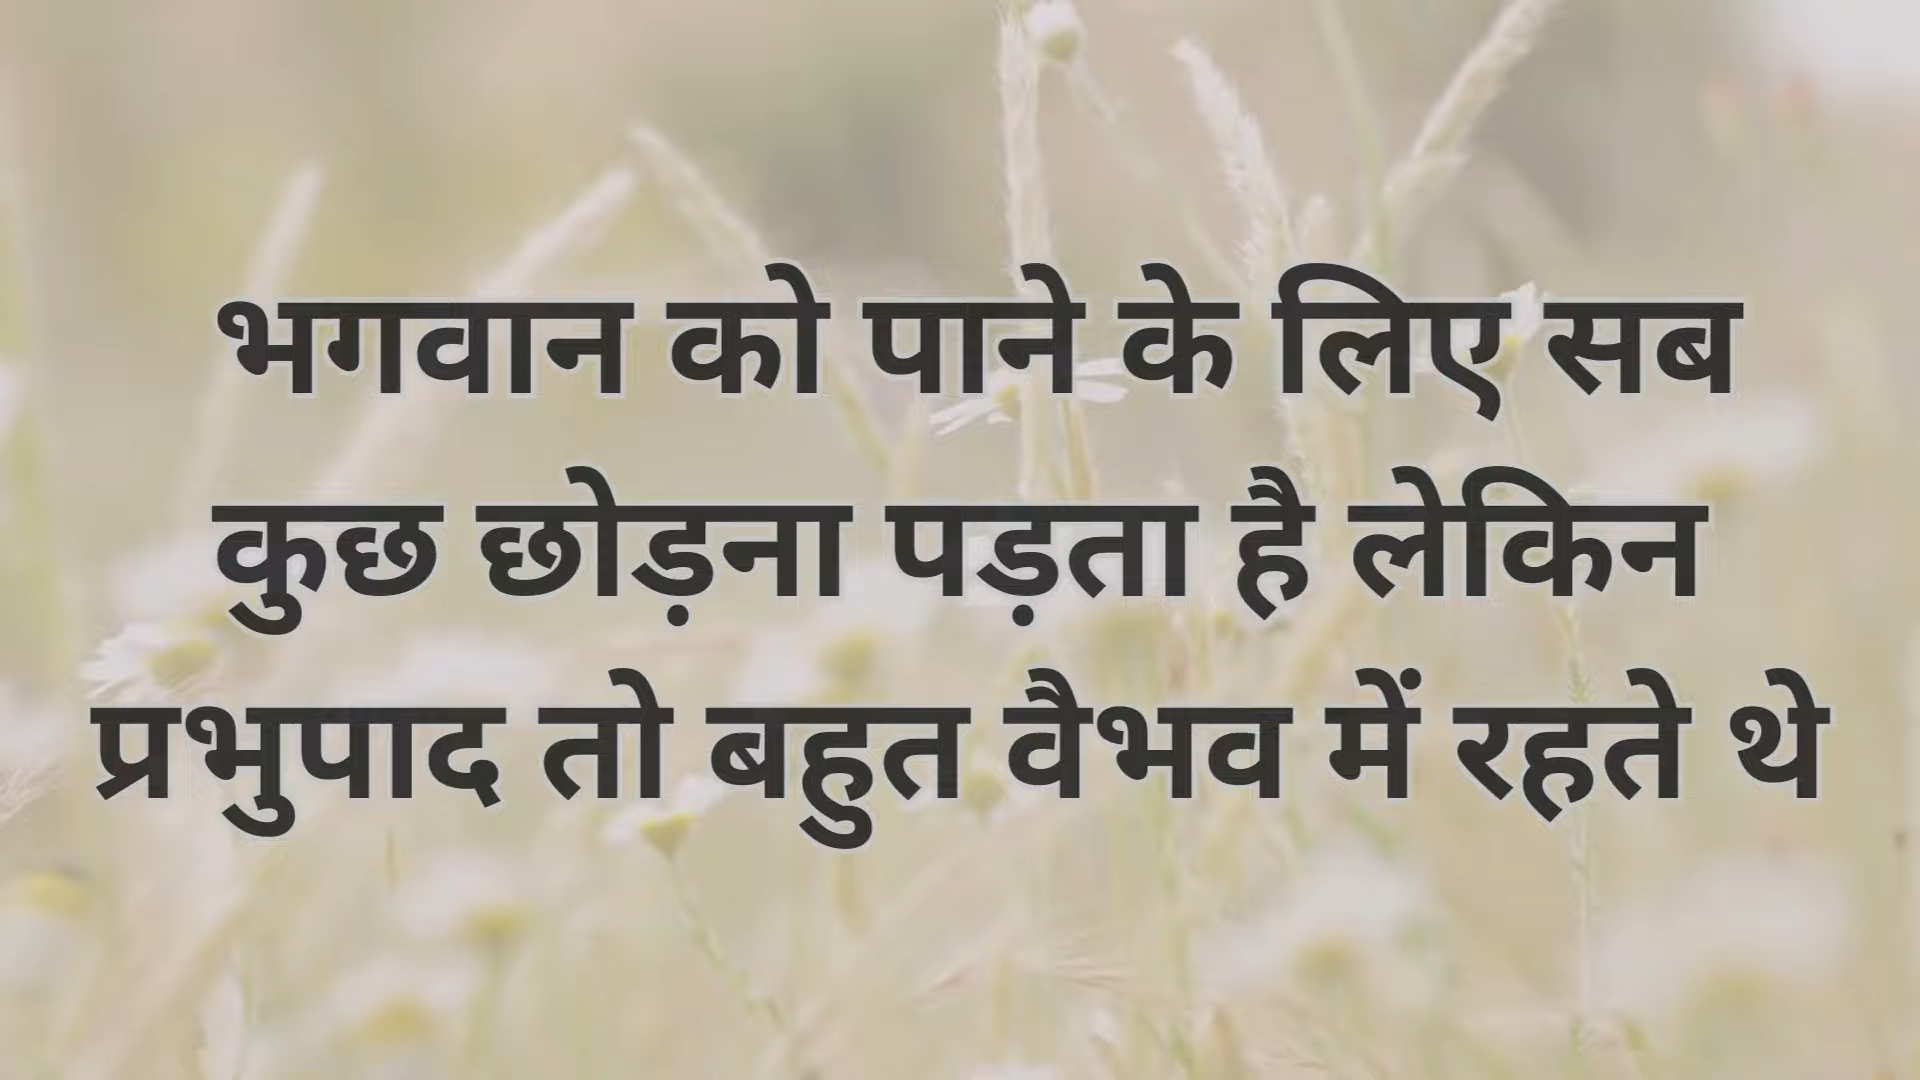 भगवान को पाने के लिए सब
कुछ छोड़ना पड़ता है लेकिन
प्रभुपाद तो बहुत वैभव में रहते थे